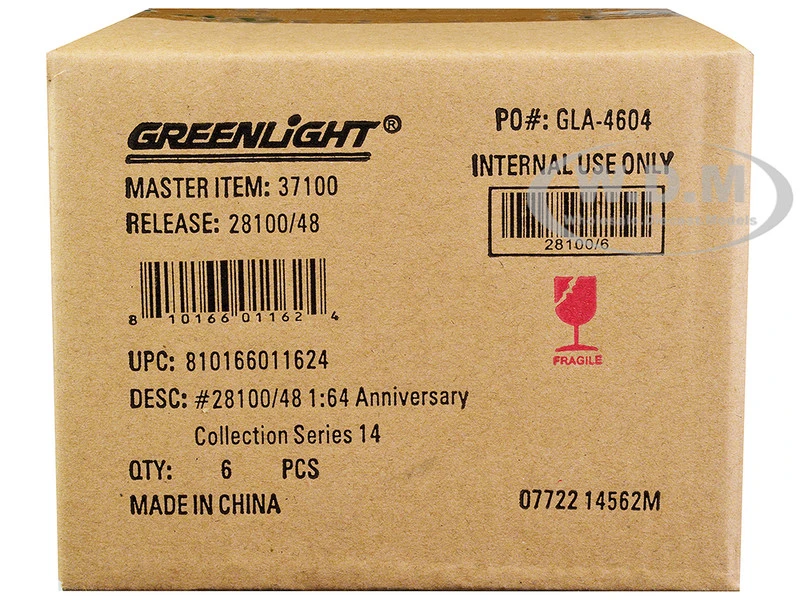 GREENLiGHT®
MASTER ITEM: 37100
RELEASE: 28100/48
8 10166 01162 4
UPC: 810166011624
DESC: #28100/48 1:64 Anniversary
Collection Series 14
QTY: 6 PCS
MADE IN CHINA
PO#: GLA-4604
INTERNAL USE ONLY
28100/6
FRAGILE
07722 14562M
W.D.M